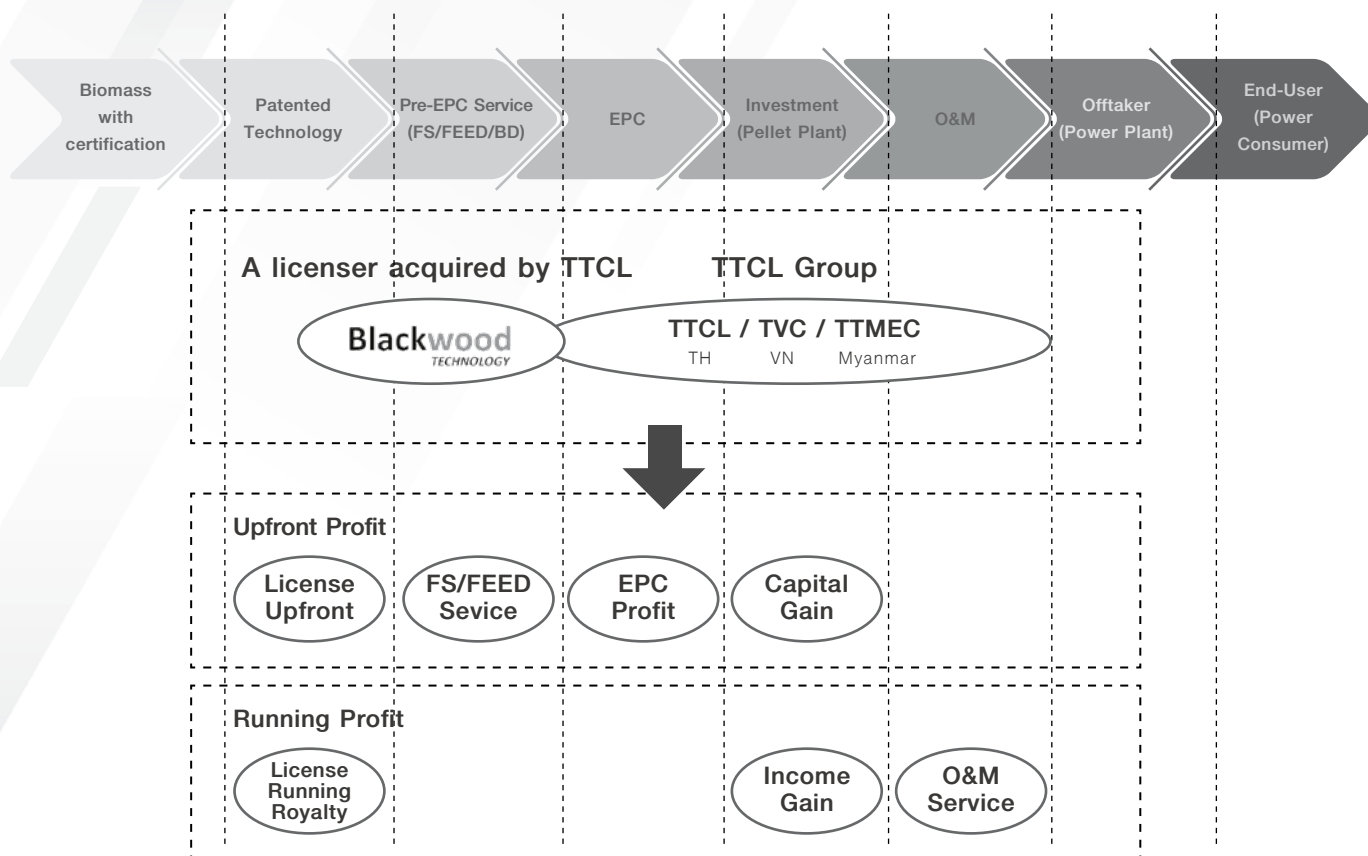 Biomass
with
certification
Patented
Technology
Pre-EPC Service
(FS/FEED/BD)
EPC
Investment
(Pellet Plant)
O&M
Offtaker
(Power Plant)
End-User
(Power
Consumer)
A licenser acquired by TTCL
TTCL Group
Blackwood
TECHNOLOGY
TTCL / TVC / TTMEC
TH VN Myanmar
Upfront Profit
License
Upfront
FS/FEED
Sevice
EPC
Profit
Capital
Gain
Running Profit
License
Running
Royalty
Income
Gain
O&M
Service